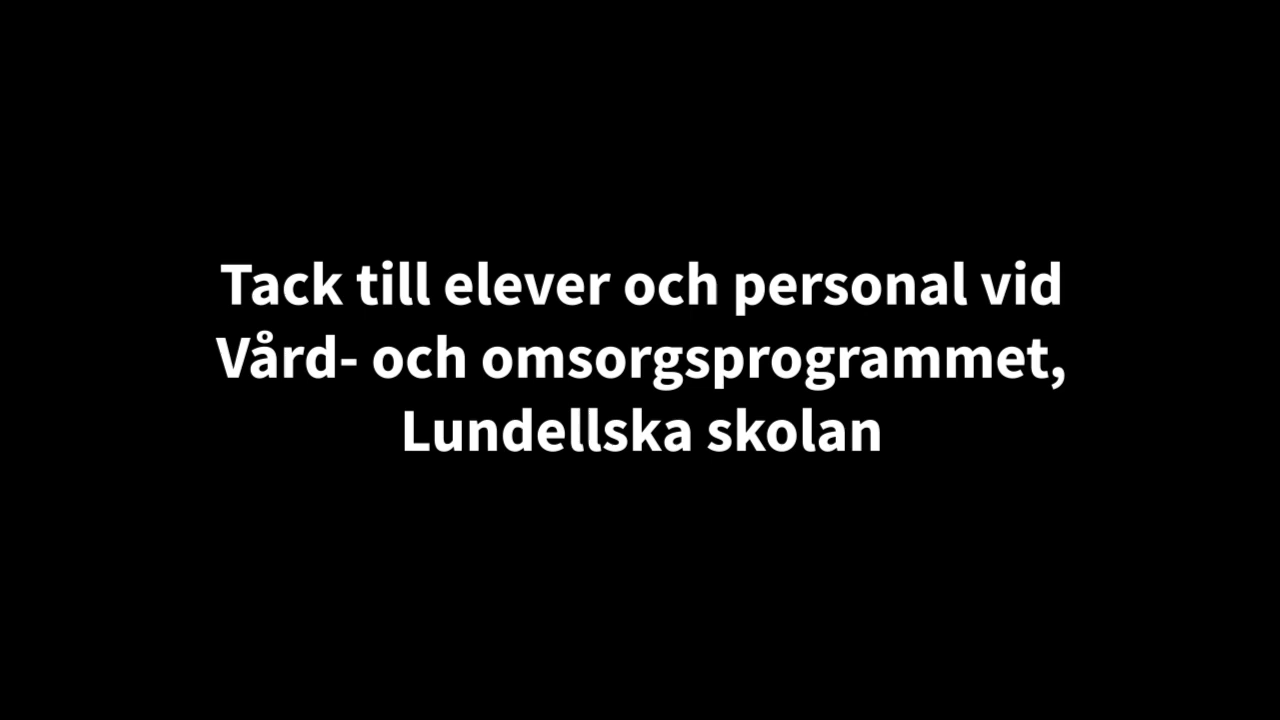 Tack till elever och personal vid
Vård- och omsorgsprogrammet,
Lundellska skolan